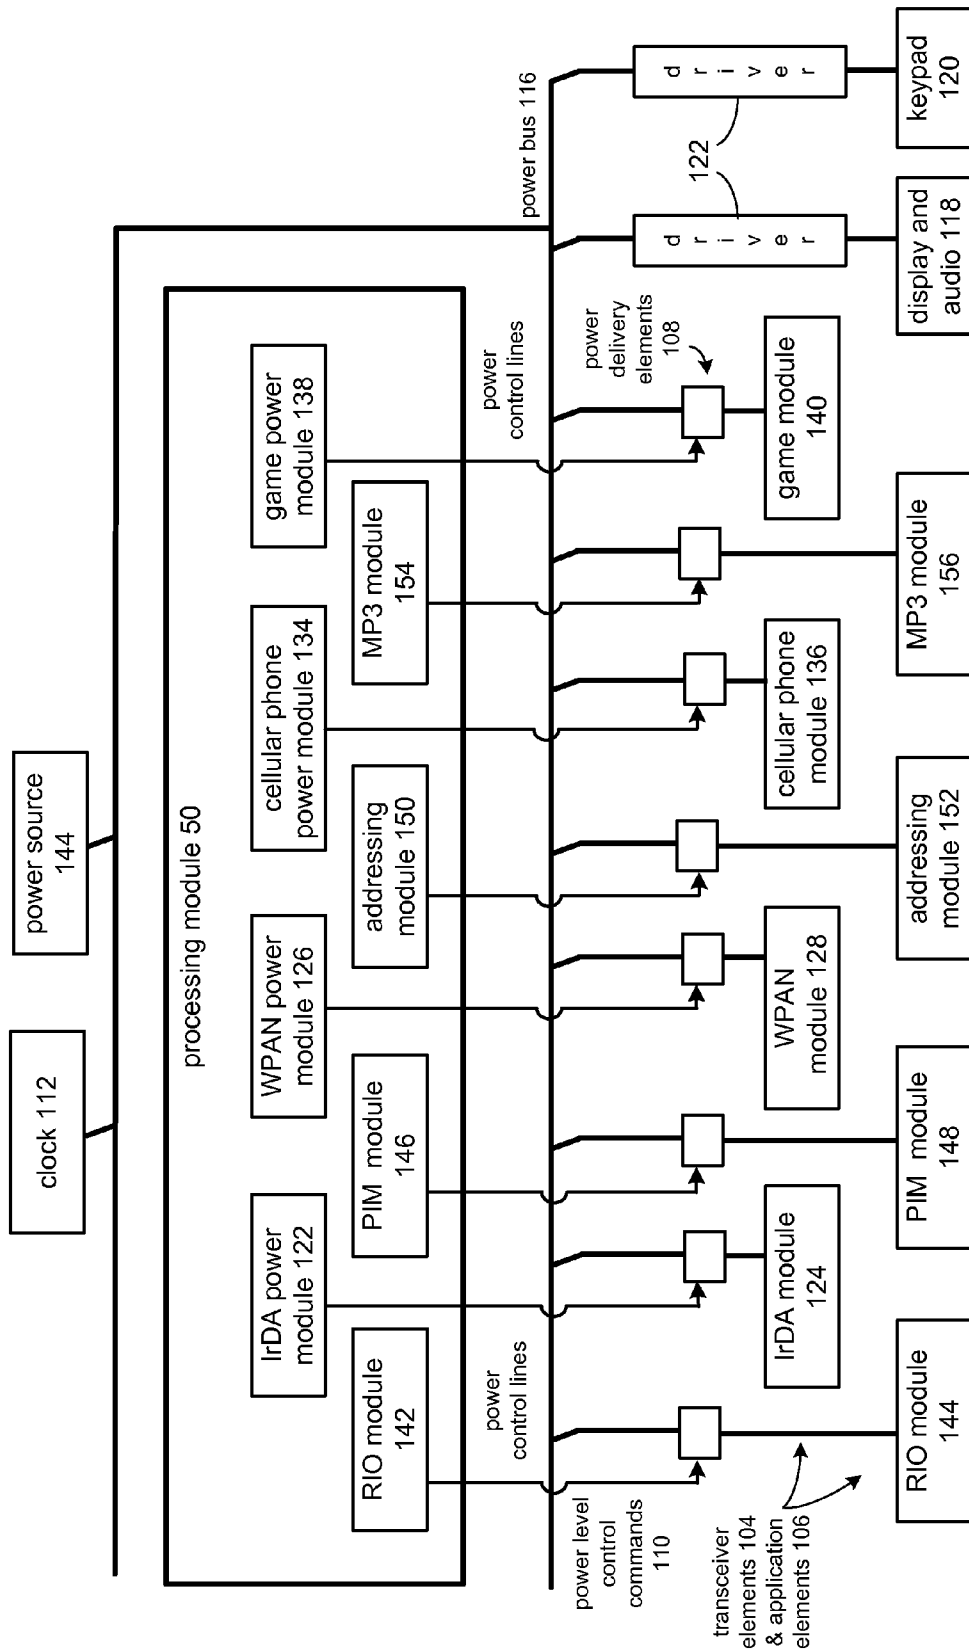 clock 112
power source
144
processing module 50
IrDA power
module 122
WPAN power
module 126
cellular phone
power module 134
game power
module 138
RIO module
142
PIM module
146
addressing
module 150
MP3 module
154
power
control lines
power
control lines
power bus 116
power level
control
commands
110
power
delivery
elements
108
driver
driver
122
transceiver
elements 104
& application
elements 106
IrDA module
124
WPAN
module 128
cellular phone
module 136
game module
140
RIO module
144
PIM module
148
addressing
module 152
MP3 module
156
display and
audio 118
keypad
120